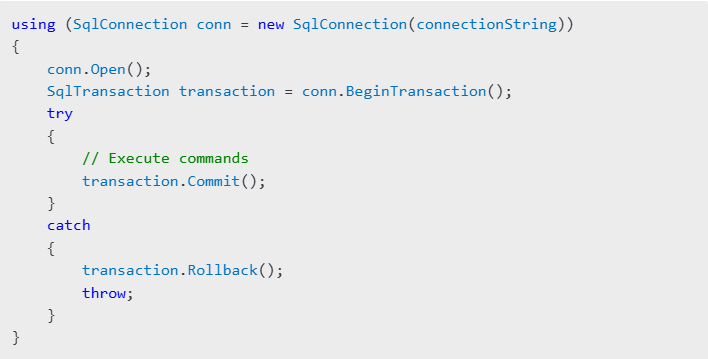 using (SqlConnection conn = new SqlConnection(connectionString))
{
    conn.Open();
    SqlTransaction transaction = conn.BeginTransaction();
    try
    {
        // Execute commands
        transaction.Commit();
    }
    catch
    {
        transaction.Rollback();
        throw;
    }
}